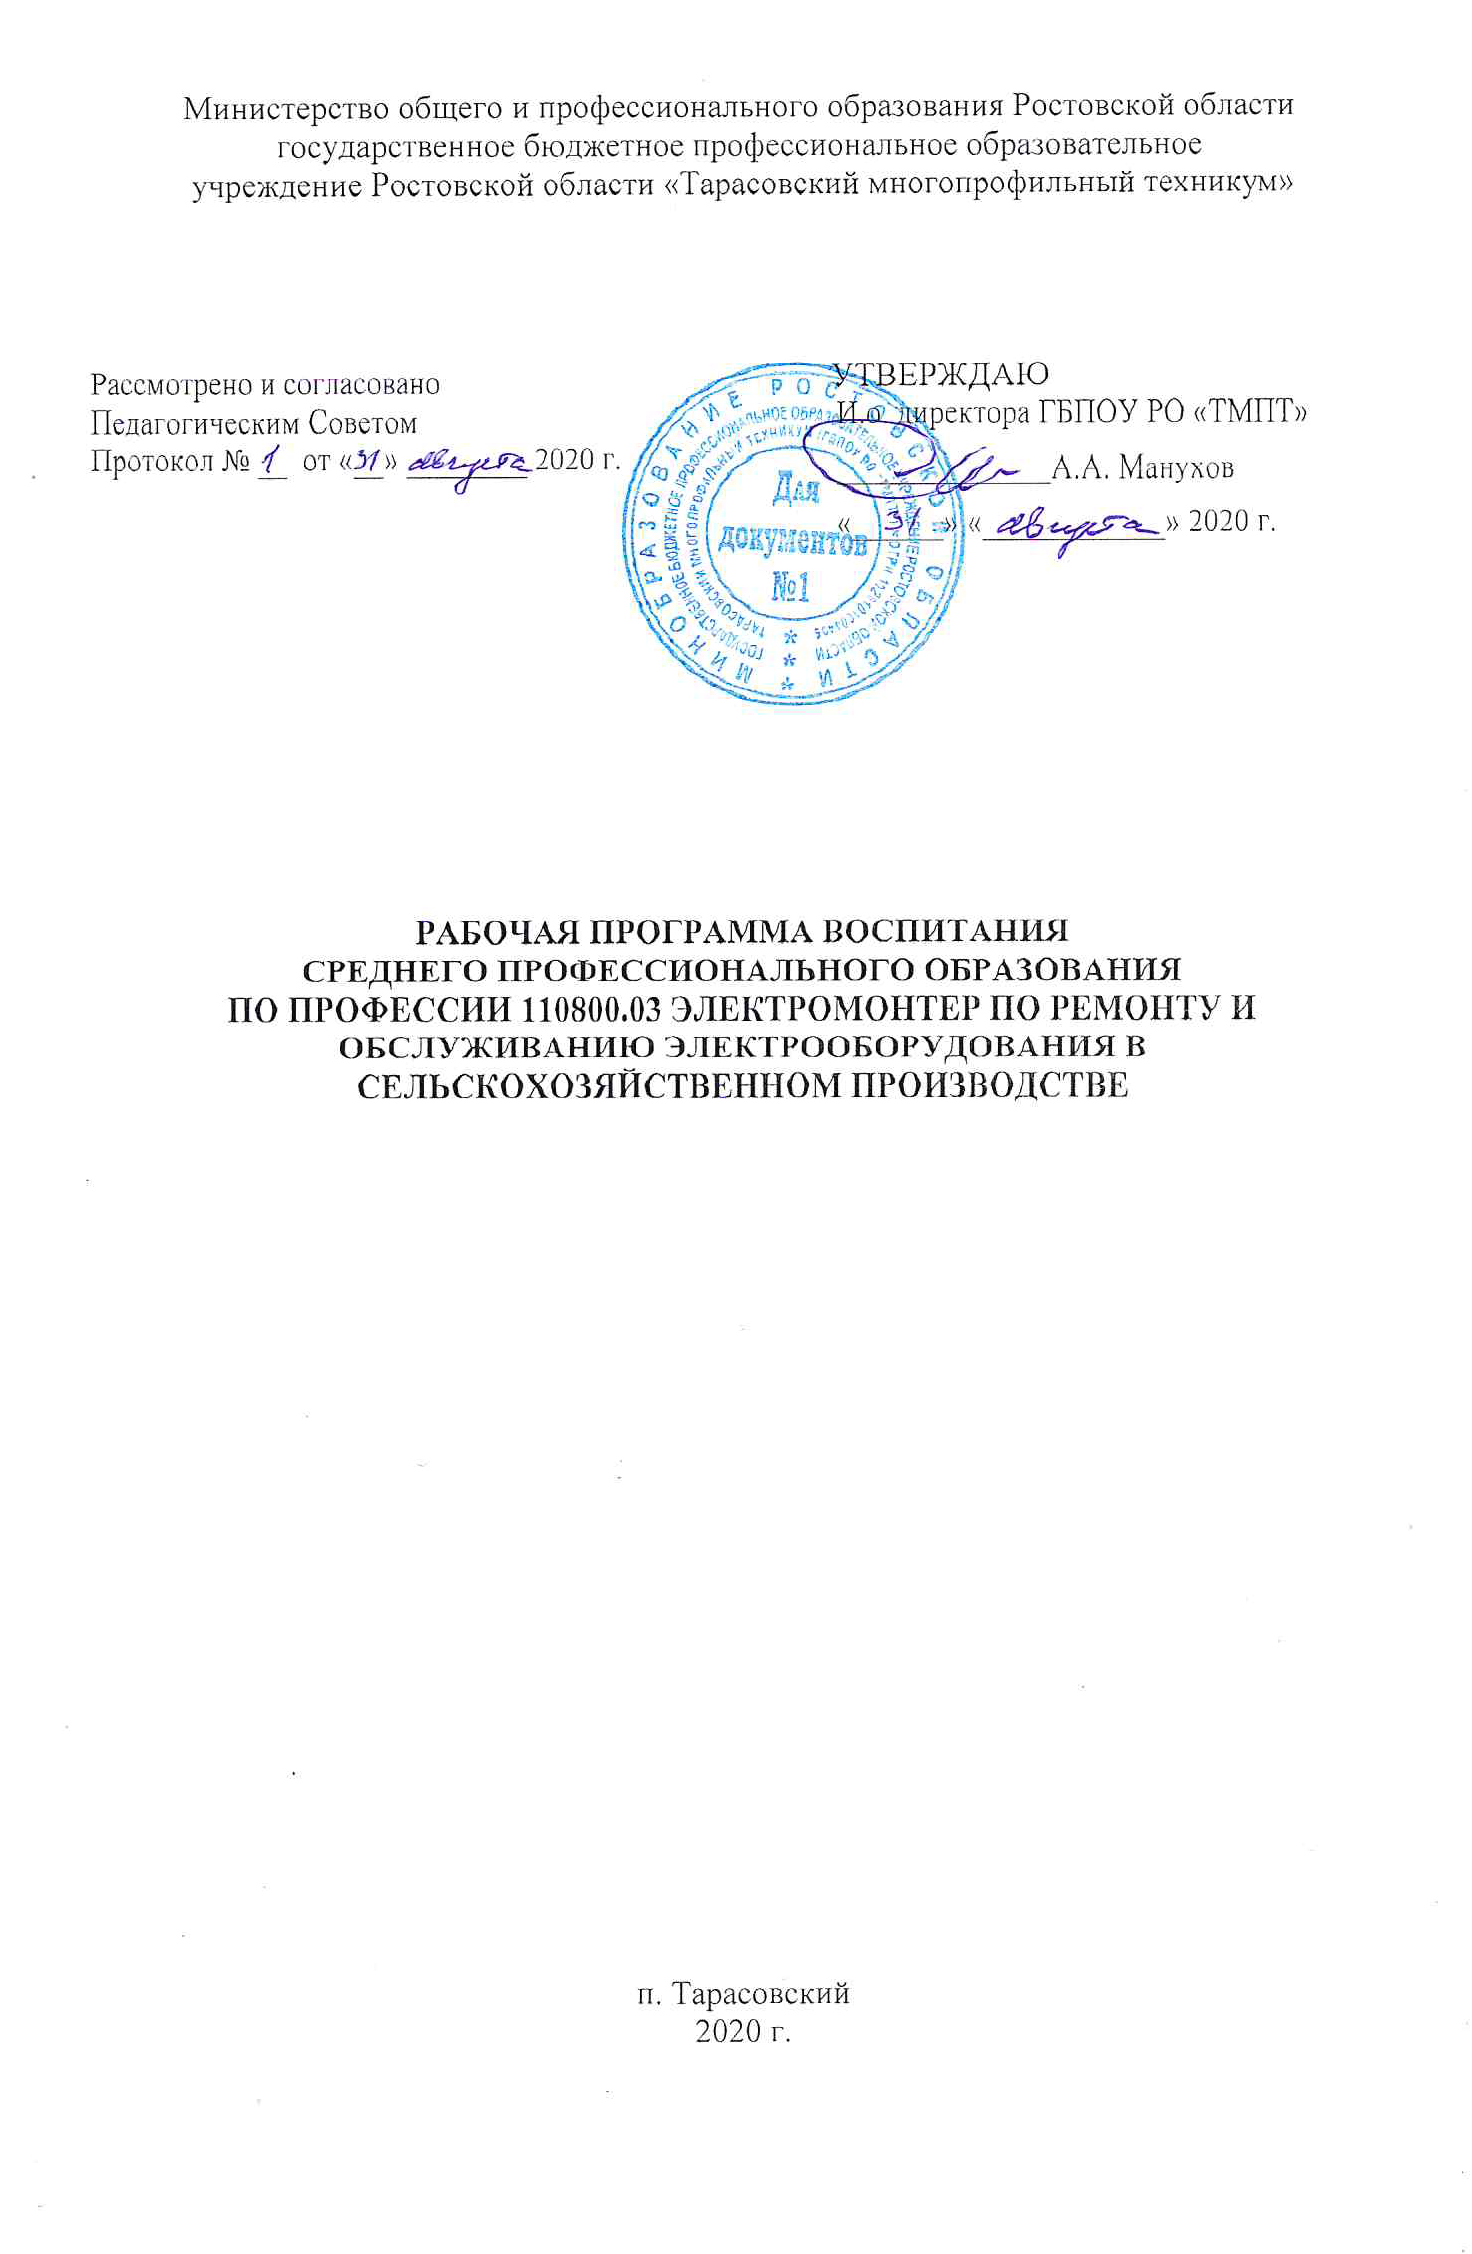 Министерство общего и профессионального образования Ростовской области
государственное бюджетное профессиональное образовательное
учреждение Ростовской области «Тарасовский многопрофильный техникум»
Рассмотрено и согласовано
Педагогическим Советом
Протокол № 1 от «31» августа 2020 г.
УТВЕРЖДАЮ
И.о директора ГБПОУ РО «ТМПТ»
А.А. Манухов
«31» «августа» 2020 г.
МИНОБРАЗОВАНИЕ РОСТОВСКОЙ ОБЛАСТИ
Для
документов
№1
РАБОЧАЯ ПРОГРАММА ВОСПИТАНИЯ
СРЕДНЕГО ПРОФЕССИОНАЛЬНОГО ОБРАЗОВАНИЯ
ПО ПРОФЕССИИ 110800.03 ЭЛЕКТРОМОНТЕР ПО РЕМОНТУ И
ОБСЛУЖИВАНИЮ ЭЛЕКТРООБОРУДОВАНИЯ В
СЕЛЬСКОХОЗЯЙСТВЕННОМ ПРОИЗВОДСТВЕ
п. Тарасовский
2020 г.